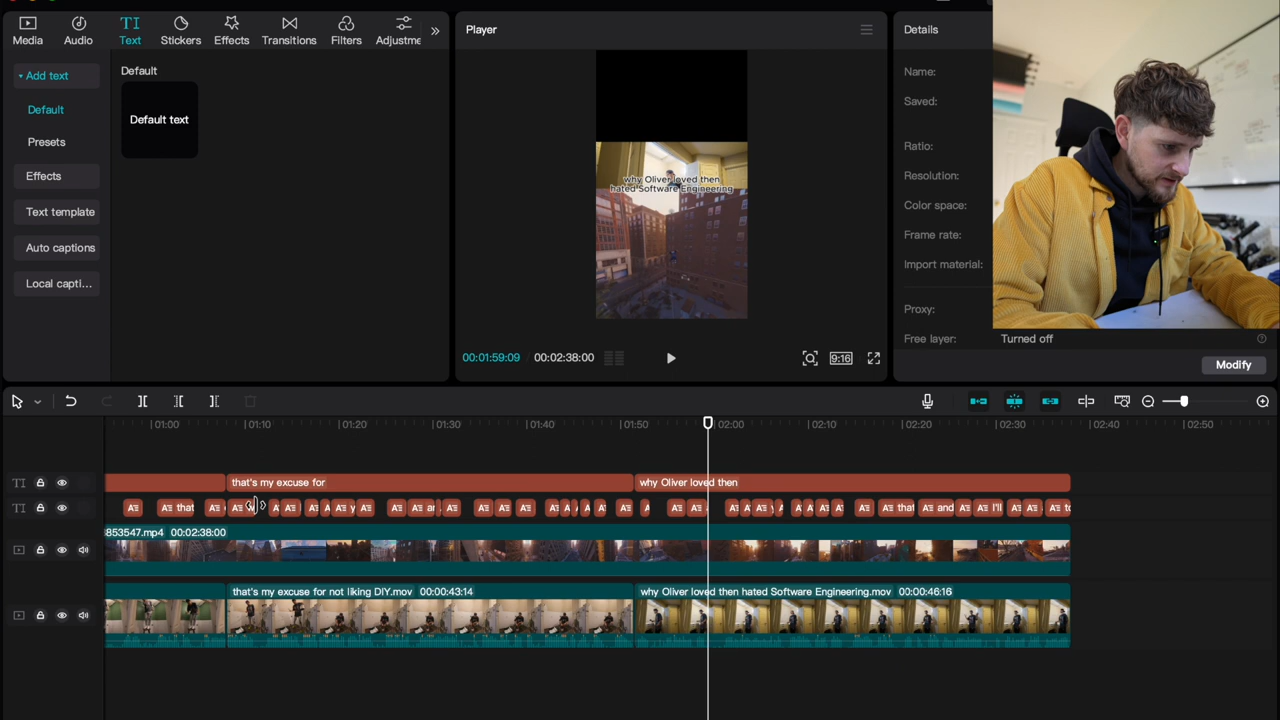 Media Audio Text Stickers Effects Transitions Filters Adjustme
Player
Details
Add text
Default
Presets
Effects
Text template
Auto captions
Local capti...
Default
Default text
why Oliver loved then
hated Software Engineering
00:01:59:09 00:02:38:00
9:16
Name:
Saved:
Ratio:
Resolution:
Color space:
Frame rate:
Import material:
Proxy:
Free layer: Turned off
Modify
01:00 01:10 01:20 01:30 01:40 01:50 02:00 02:10 02:20 02:30 02:40 02:50
that's my excuse for why Oliver loved then
that and I'll
853547.mp4 00:02:38:00
that's my excuse for not liking DIY.mov 00:00:43:14 why Oliver loved then hated Software Engineering.mov 00:00:46:16